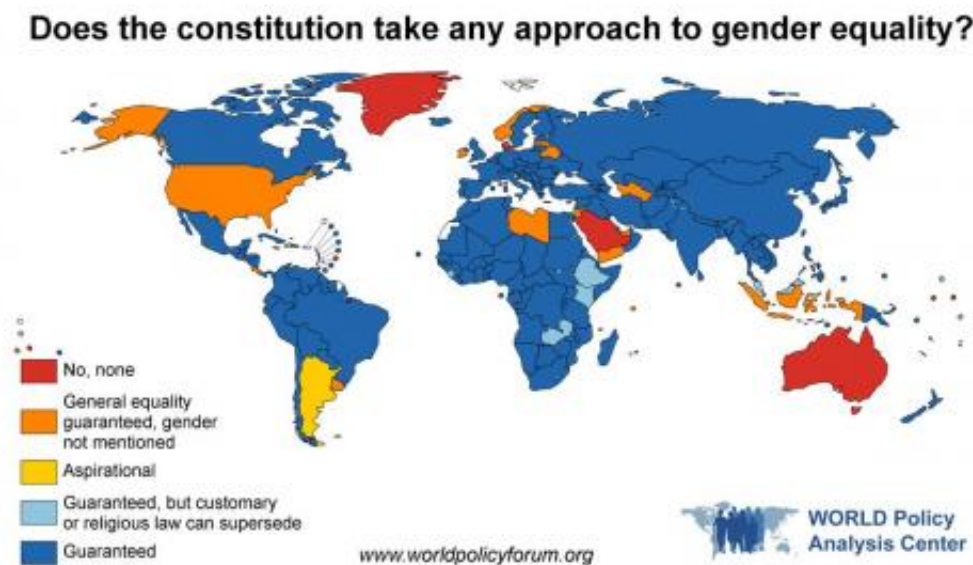 Does the constitution take any approach to gender equality?
No, none
General equality
guaranteed, gender
not mentioned
Aspirational
Guaranteed, but customary
or religious law can supersede
Guaranteed
www.worldpolicyforum.org
WORLD Policy
Analysis Center